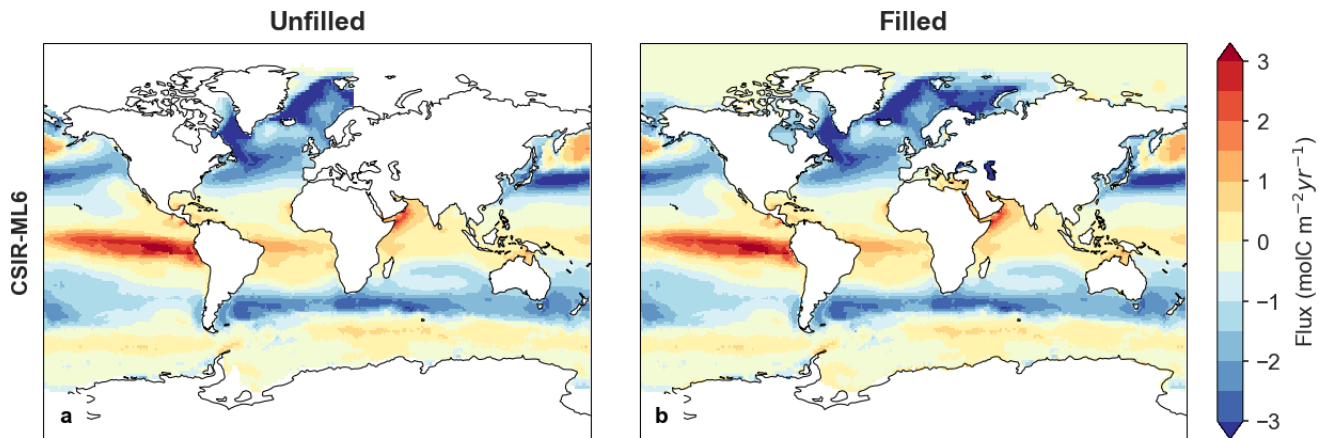 Unfilled
Filled
CSIR-ML6
a
b
3
2
1
0
−1
−2
−3
Flux (molC m⁻²yr⁻¹)